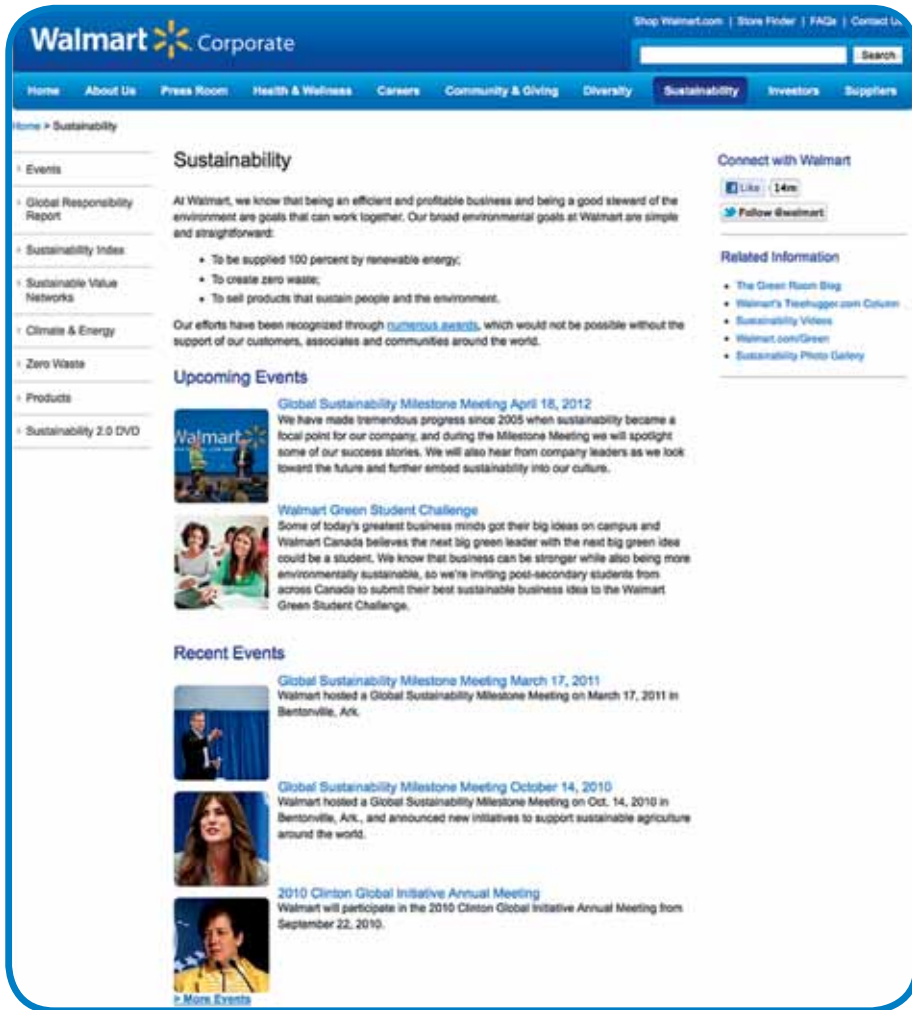 Shop Walmart.com | Store Finder | FAQs | Contact Us
Walmart Corporate
Search
Home About Us Press Room Health & Wellness Careers Community & Giving Diversity Sustainability Investors Suppliers
Home > Sustainability
Events
Global Responsibility
Report
Sustainability Index
Sustainable Value
Networks
Climate & Energy
Zero Waste
Products
Sustainability 2.0 DVD
Sustainability
At Walmart, we know that being an efficient and profitable business and being a good steward of the
environment are goals that can work together. Our broad environmental goals at Walmart are simple
and straightforward:
• To be supplied 100 percent by renewable energy;
• To create zero waste;
• To sell products that sustain people and the environment.
Our efforts have been recognized through numerous awards, which would not be possible without the
support of our customers, associates and communities around the world.
Upcoming Events
Walmart
Global Sustainability Milestone Meeting April 18, 2012
We have made tremendous progress since 2005 when sustainability became a
focal point for our company, and during the Milestone Meeting we will spotlight
some of our success stories. We will also hear from company leaders as we look
toward the future and further embed sustainability into our culture.
Walmart Green Student Challenge
Some of today's greatest business minds got their big ideas on campus and
Walmart Canada believes the next big green leader with the next big green idea
could be a student. We know that business can be stronger while also being more
environmentally sustainable, so we're inviting post-secondary students from
across Canada to submit their best sustainable business idea to the Walmart
Green Student Challenge.
Recent Events
Global Sustainability Milestone Meeting March 17, 2011
Walmart hosted a Global Sustainability Milestone Meeting on March 17, 2011 in
Bentonville, Ark.
Global Sustainability Milestone Meeting October 14, 2010
Walmart hosted a Global Sustainability Milestone Meeting on Oct. 14, 2010 in
Bentonville, Ark., and announced new initiatives to support sustainable agriculture
around the world.
2010 Clinton Global Initiative Annual Meeting
Walmart will participate in the 2010 Clinton Global Initiative Annual Meeting from
September 22, 2010.
> More Events
Connect with Walmart
Like 14m
Follow @walmart
Related Information
• The Green Room Blog
• Walmart's Treehugger.com Column
• Sustainability Videos
• Walmart.com/Green
• Sustainability Photo Gallery